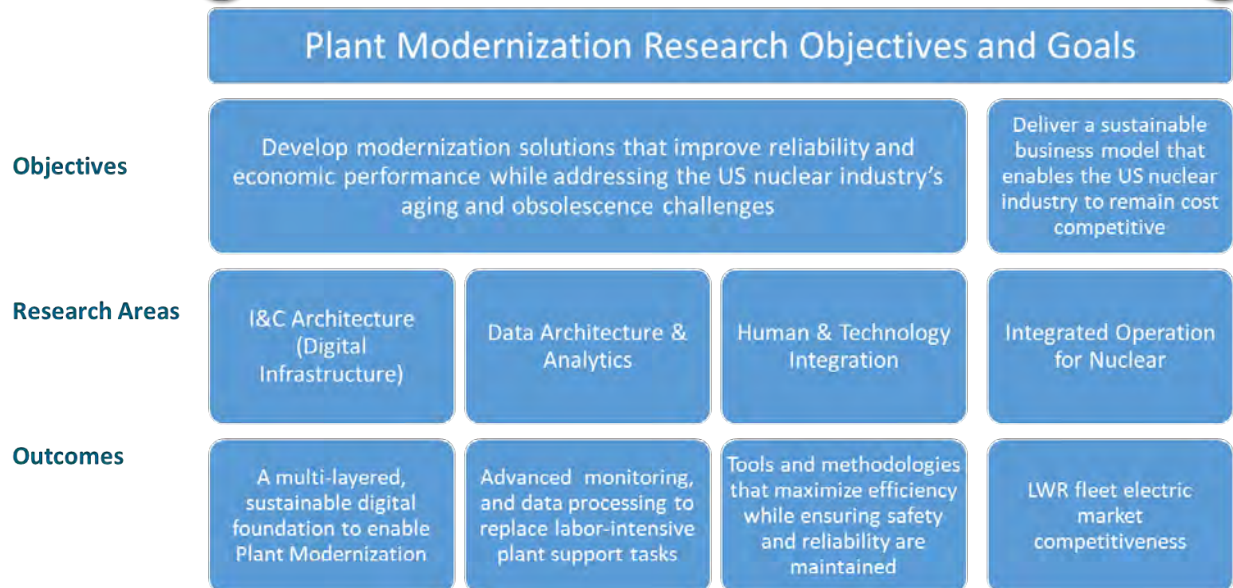 Plant Modernization Research Objectives and Goals
Objectives
Develop modernization solutions that improve reliability and
economic performance while addressing the US nuclear industry's
aging and obsolescence challenges
Deliver a sustainable
business model that
enables the US nuclear
industry to remain cost
competitive
Research Areas
I&C Architecture
(Digital
Infrastructure)
Data Architecture &
Analytics
Human & Technology
Integration
Integrated Operation
for Nuclear
Outcomes
A multi-layered,
sustainable digital
foundation to enable
Plant Modernization
Advanced monitoring,
and data processing to
replace labor-intensive
plant support tasks
Tools and methodologies
that maximize efficiency
while ensuring safety
and reliability are
maintained
LWR fleet electric
market
competitiveness